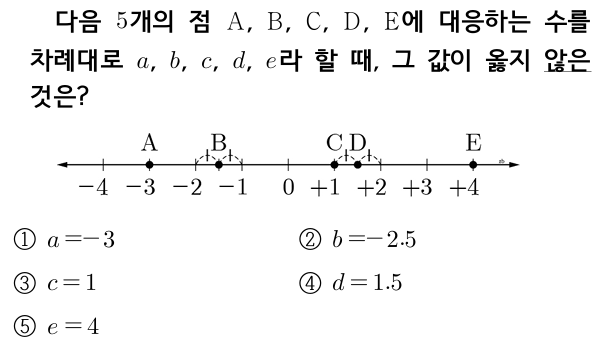 다음 5개의 점 A, B, C, D, E에 대응하는 수를
차례대로 a, b, c, d, e라 할 때, 그 값이 옳지 않은
것은?
A B C D E
−4 −3 −2 −1 0 +1 +2 +3 +4
① a=−3 ② b=−2.5
③ c=1 ④ d=1.5
⑤ e=4